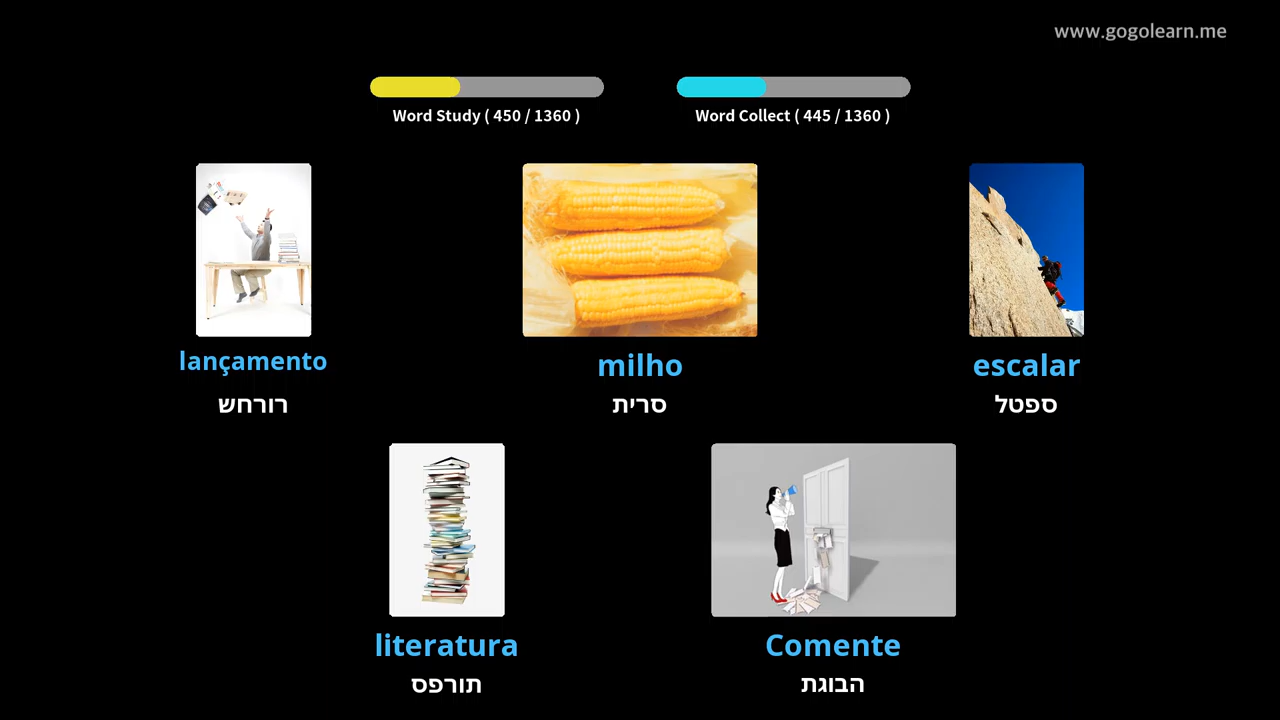 www.gogolearn.me
Word Study ( 450 / 1360 )
Word Collect ( 445 / 1360 )
lançamento
רורחש
milho
סרית
escalar
ספטל
literatura
תורפס
Comente
הבוגת